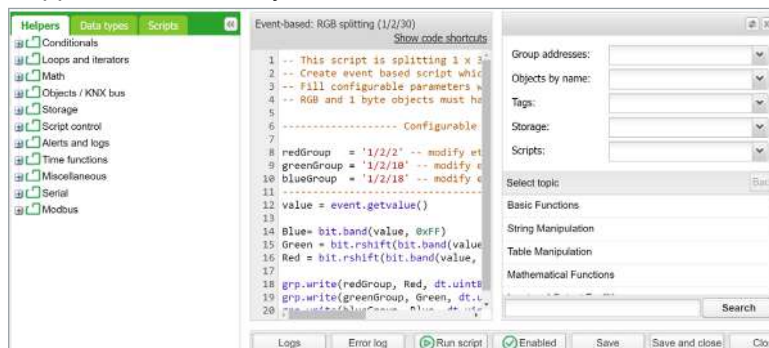 Helpers Data types Scripts
Conditionals
Loops and iterators
Math
Objects / KNX bus
Storage
Script control
Alerts and logs
Time functions
Miscellaneous
Serial
Modbus
Event-based: RGB splitting (1/2/30)
Show code shortcuts
1 -- This script is splitting 1 x 3
2 -- Create event based script whic
3 -- Fill configurable parameters w
4 -- RGB and 1 byte objects must ha
5
6 ------------------ Configurable
7
8 redGroup = '1/2/2' -- modify et
9 greenGroup = '1/2/10' -- modify e
10 blueGroup = '1/2/18' -- modify e
11 --------------------------------
12 value = event.getvalue()
13
14 Blue= bit.band(value, 0xFF)
15 Green = bit.rshift(bit.band(value
16 Red = bit.rshift(bit.band(value,
17
18 grp.write(redGroup, Red, dt.uint8
19 grp.write(greenGroup, Green, dt.u
20
Group addresses:
Objects by name:
Tags:
Storage:
Scripts:
Select topic Bac
Basic Functions
String Manipulation
Table Manipulation
Mathematical Functions
Search
Logs Error log Run script Enabled Save Save and close Clo